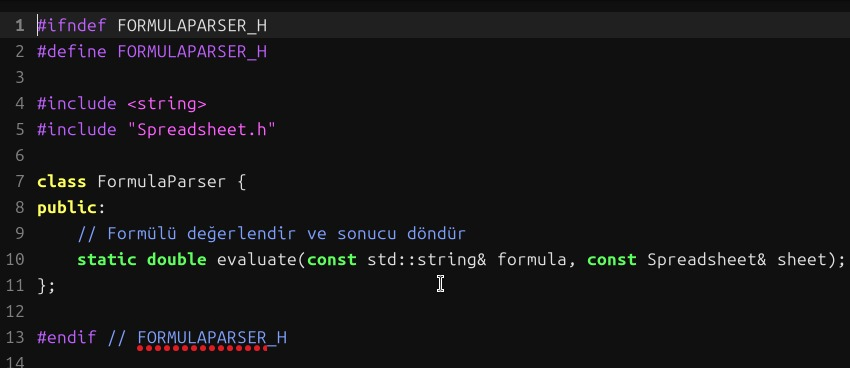 1 #ifndef FORMULAPARSER_H
2 #define FORMULAPARSER_H
3
4 #include <string>
5 #include "Spreadsheet.h"
6
7 class FormulaParser {
8 public:
9     // Formülü değerlendir ve sonucu döndür
10     static double evaluate(const std::string& formula, const Spreadsheet& sheet);
11 };
12
13 #endif // FORMULAPARSER_H
14